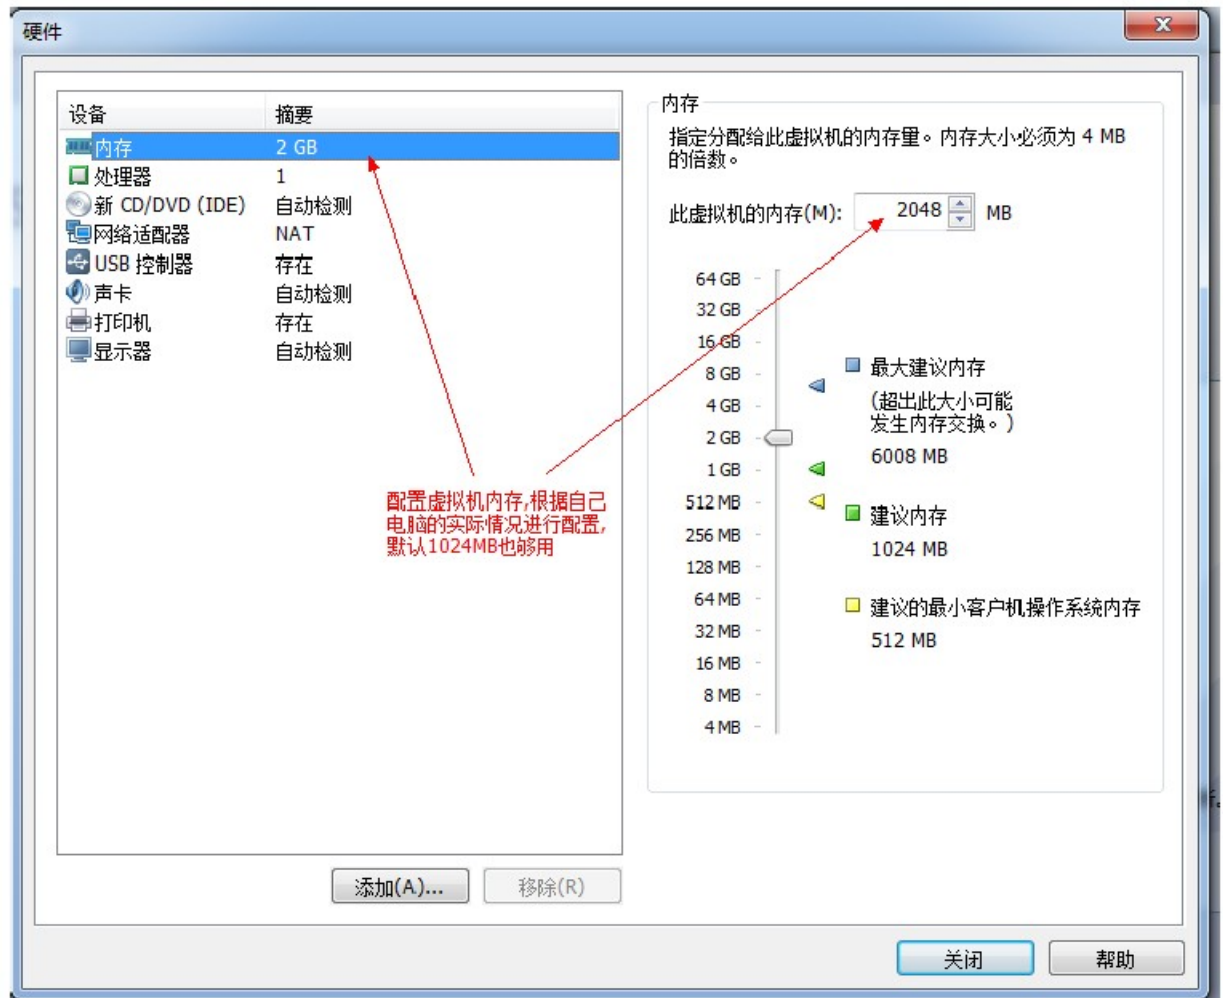 硬件
设备 摘要
内存 2 GB
处理器 1
新 CD/DVD (IDE) 自动检测
网络适配器 NAT
USB 控制器 存在
声卡 自动检测
打印机 存在
显示器 自动检测
配置虚拟机内存,根据自己
电脑的实际情况进行配置,
默认1024MB也够用
添加(A)... 移除(R)
内存
指定分配给此虚拟机的内存量。内存大小必须为 4 MB
的倍数。
此虚拟机的内存(M): 2048 MB
64 GB
32 GB
16 GB
8 GB
4 GB
2 GB
1 GB
512 MB
256 MB
128 MB
64 MB
32 MB
16 MB
8 MB
4 MB
最大建议内存
(超出此大小可能
发生内存交换。)
6008 MB
建议内存
1024 MB
建议的最小客户机操作系统内存
512 MB
关闭 帮助